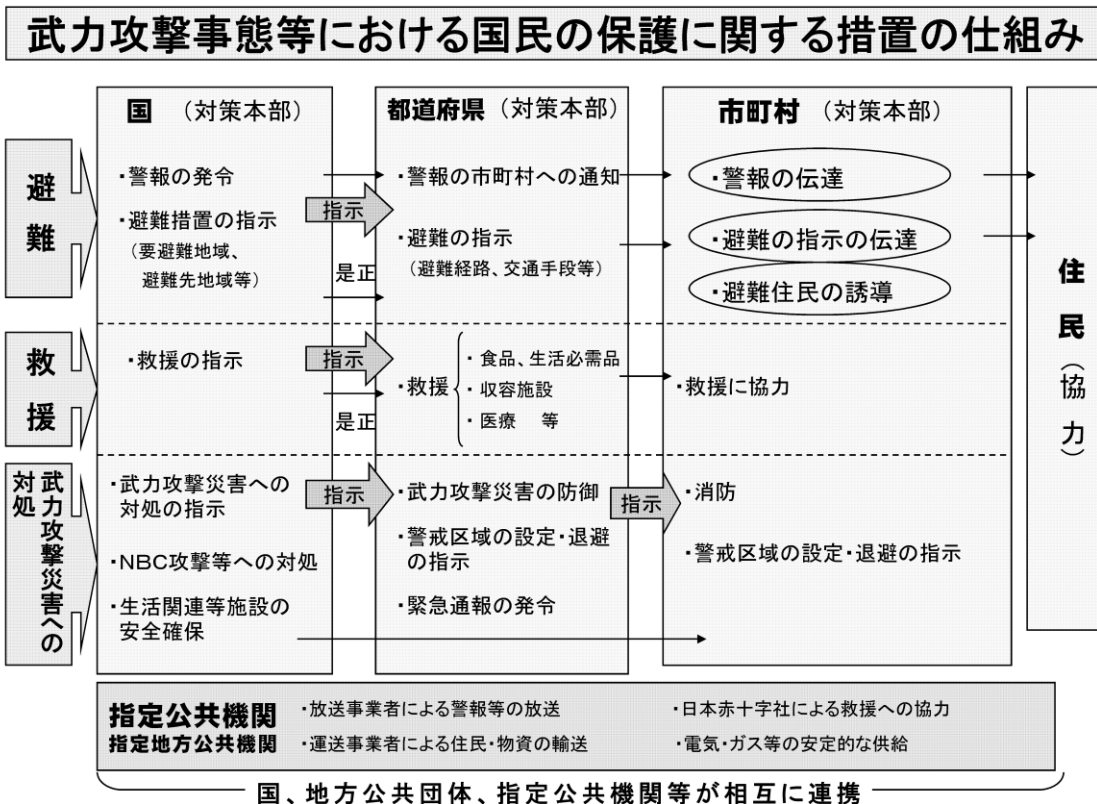 武力攻撃事態等における国民の保護に関する措置の仕組み
国 （対策本部）
都道府県 （対策本部）
市町村 （対策本部）
避難
・警報の発令
・避難措置の指示
（要避難地域、
避難先地域等）
指示
是正
・警報の市町村への通知
・避難の指示
（避難経路、交通手段等）
・警報の伝達
・避難の指示の伝達
・避難住民の誘導
住民（協力）
救援
・救援の指示
指示
是正
・救援
・食品、生活必需品
・収容施設
・医療 等
・救援に協力
武力攻撃災害への
対処
・武力攻撃災害への
対処の指示
・NBC攻撃等への対処
・生活関連等施設の
安全確保
指示
・武力攻撃災害の防御
・警戒区域の設定・退避
の指示
・緊急通報の発令
指示
・消防
・警戒区域の設定・退避の指示
指定公共機関
指定地方公共機関
・放送事業者による警報等の放送
・運送事業者による住民・物資の輸送
・日本赤十字社による救援への協力
・電気・ガス等の安定的な供給
国、地方公共団体、指定公共機関等が相互に連携